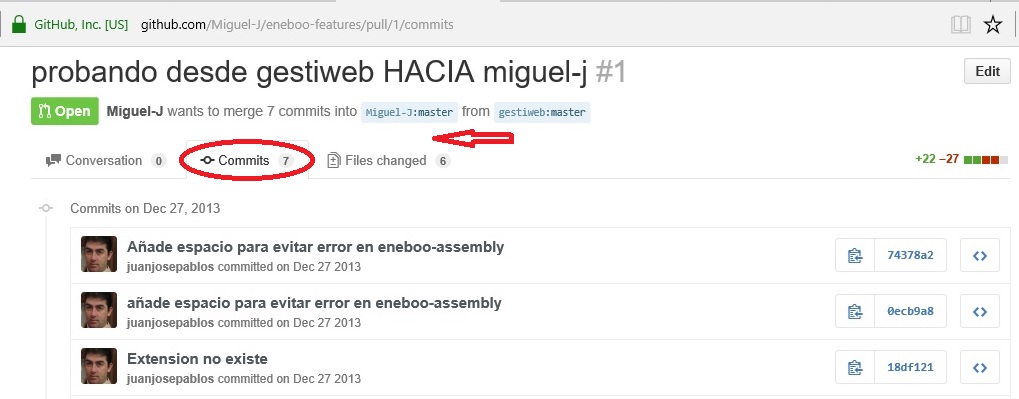 GitHub, Inc. [US] github.com/Miguel-J/eneboo-features/pull/1/commits
probando desde gestiweb HACIA miguel-j #1
Edit
Open Miguel-J wants to merge 7 commits into Miguel-J:master from gestiweb:master
Conversation 0 Commits 7 Files changed 6 +22 −27
Commits on Dec 27, 2013
Añade espacio para evitar error en eneboo-assembly
juanjosepablos committed on Dec 27 2013
74378a2
añade espacio para evitar error en eneboo-assembly
juanjosepablos committed on Dec 27 2013
0ecb9a8
Extension no existe
juanjosepablos committed on Dec 27 2013
18df121